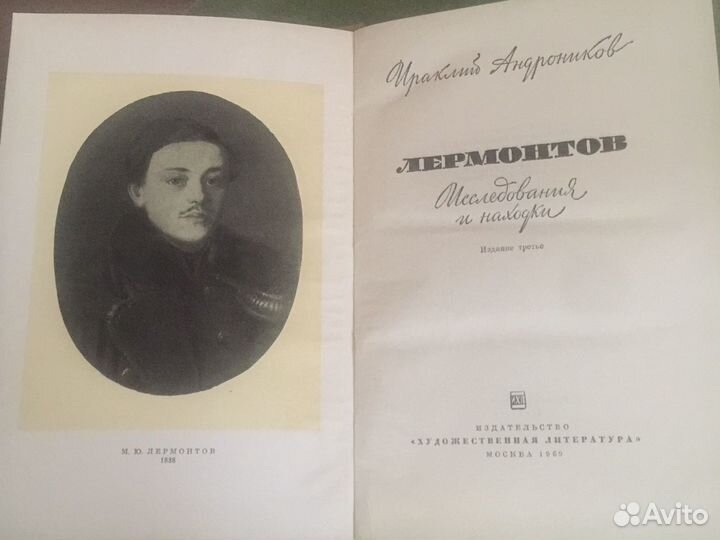 М. Ю. ЛЕРМОНТОВ
1838
Ираклий Андроников
ЛЕРМОНТОВ
Исследования
и находки
Издание третье
ИЗДАТЕЛЬСТВО
«ХУДОЖЕСТВЕННАЯ ЛИТЕРАТУРА»
МОСКВА 1969
Avito